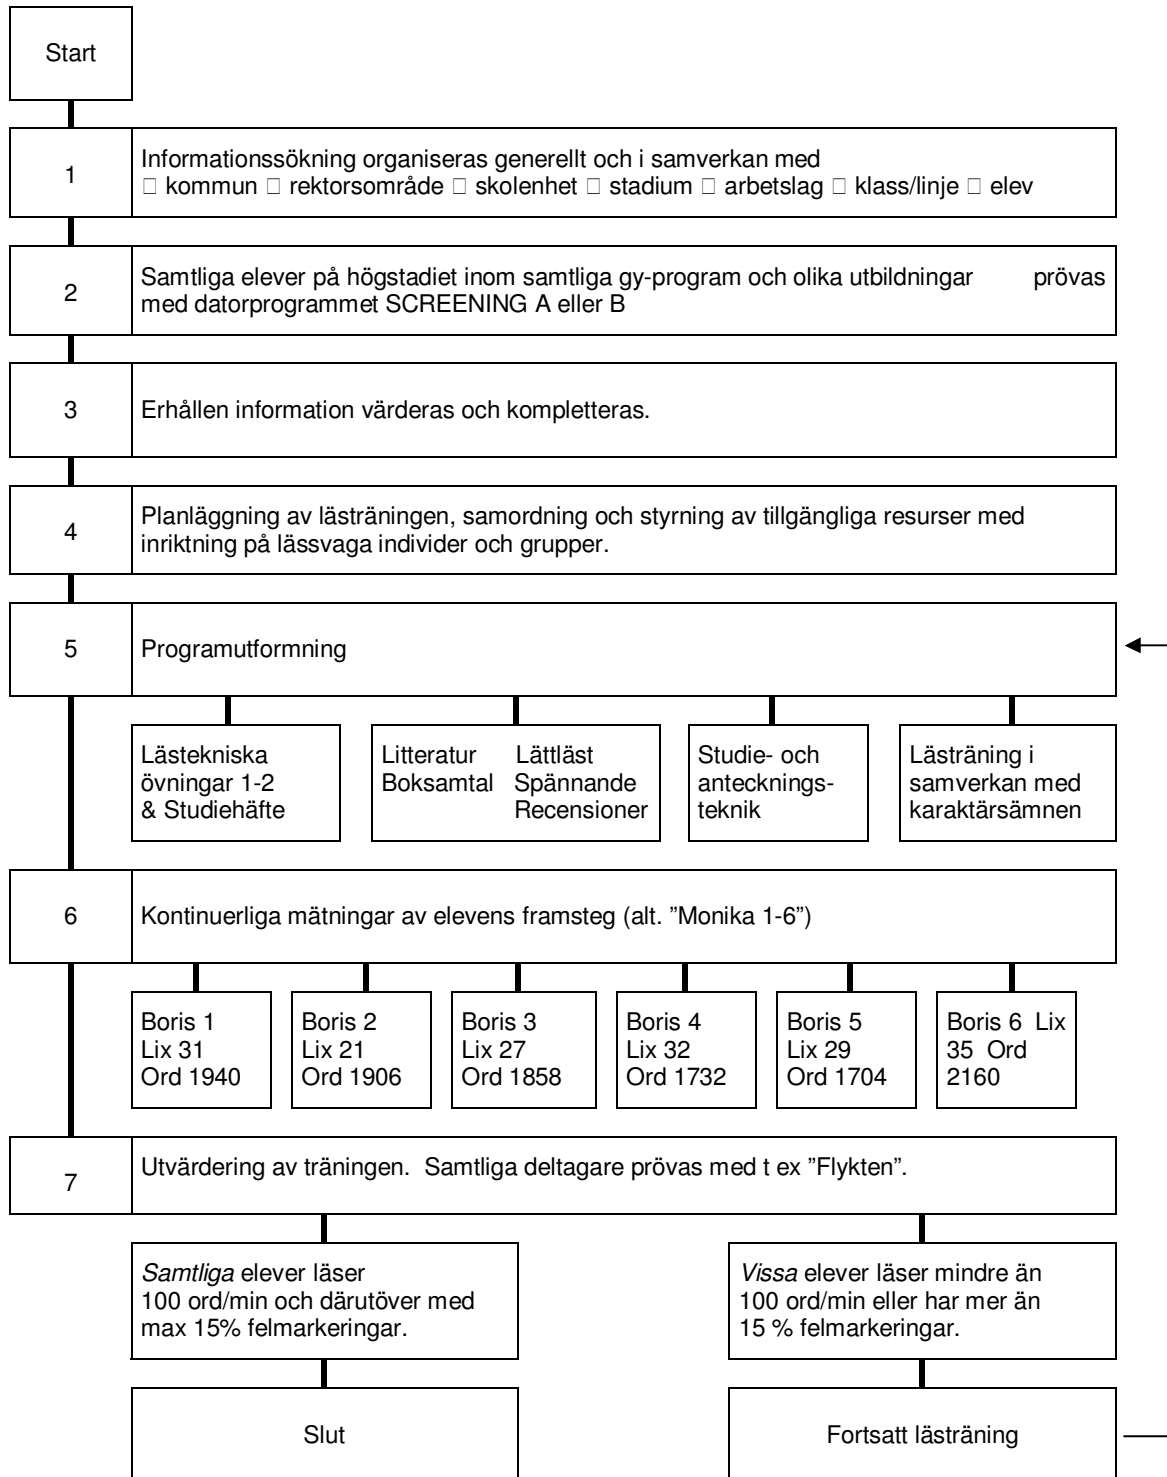 Start
1
Informationssökning organiseras generellt och i samverkan med
□ kommun □ rektorsområde □ skolenhet □ stadium □ arbetslag □ klass/linje □ elev
2
Samtliga elever på högstadiet inom samtliga gy-program och olika utbildningar prövas
med datorprogrammet SCREENING A eller B
3
Erhållen information värderas och kompletteras.
4
Planläggning av lästräningen, samordning och styrning av tillgängliga resurser med
inriktning på lässvaga individer och grupper.
5
Programutformning
Lästekniska
övningar 1-2
& Studiehäfte
Litteratur Lättläst
Boksamtal Spännande
Recensioner
Studie- och
antecknings-
teknik
Lästräning i
samverkan med
karaktärsämnen
6
Kontinuerliga mätningar av elevens framsteg (alt. ”Monika 1-6”)
Boris 1
Lix 31
Ord 1940
Boris 2
Lix 21
Ord 1906
Boris 3
Lix 27
Ord 1858
Boris 4
Lix 32
Ord 1732
Boris 5
Lix 29
Ord 1704
Boris 6 Lix
35 Ord
2160
7
Utvärdering av träningen. Samtliga deltagare prövas med t ex ”Flykten”.
Samtliga elever läser
100 ord/min och därutöver med
max 15% felmarkeringar.
Vissa elever läser mindre än
100 ord/min eller har mer än
15 % felmarkeringar.
Slut
Fortsatt lästräning